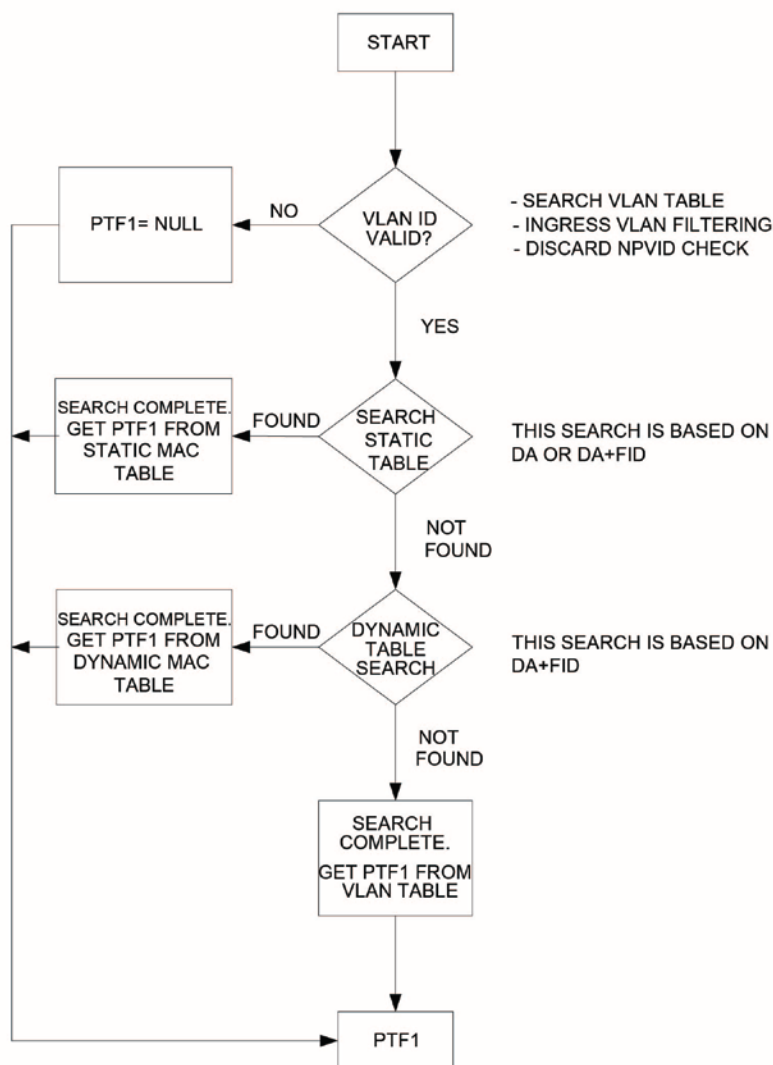 START
VLAN ID
VALID?
- SEARCH VLAN TABLE
- INGRESS VLAN FILTERING
- DISCARD NPVID CHECK
NO
PTF1= NULL
YES
SEARCH
STATIC
TABLE
THIS SEARCH IS BASED ON
DA OR DA+FID
FOUND
SEARCH COMPLETE.
GET PTF1 FROM
STATIC MAC
TABLE
NOT
FOUND
DYNAMIC
TABLE
SEARCH
THIS SEARCH IS BASED ON
DA+FID
FOUND
SEARCH COMPLETE.
GET PTF1 FROM
DYNAMIC MAC
TABLE
NOT
FOUND
SEARCH
COMPLETE.
GET PTF1 FROM
VLAN TABLE
PTF1